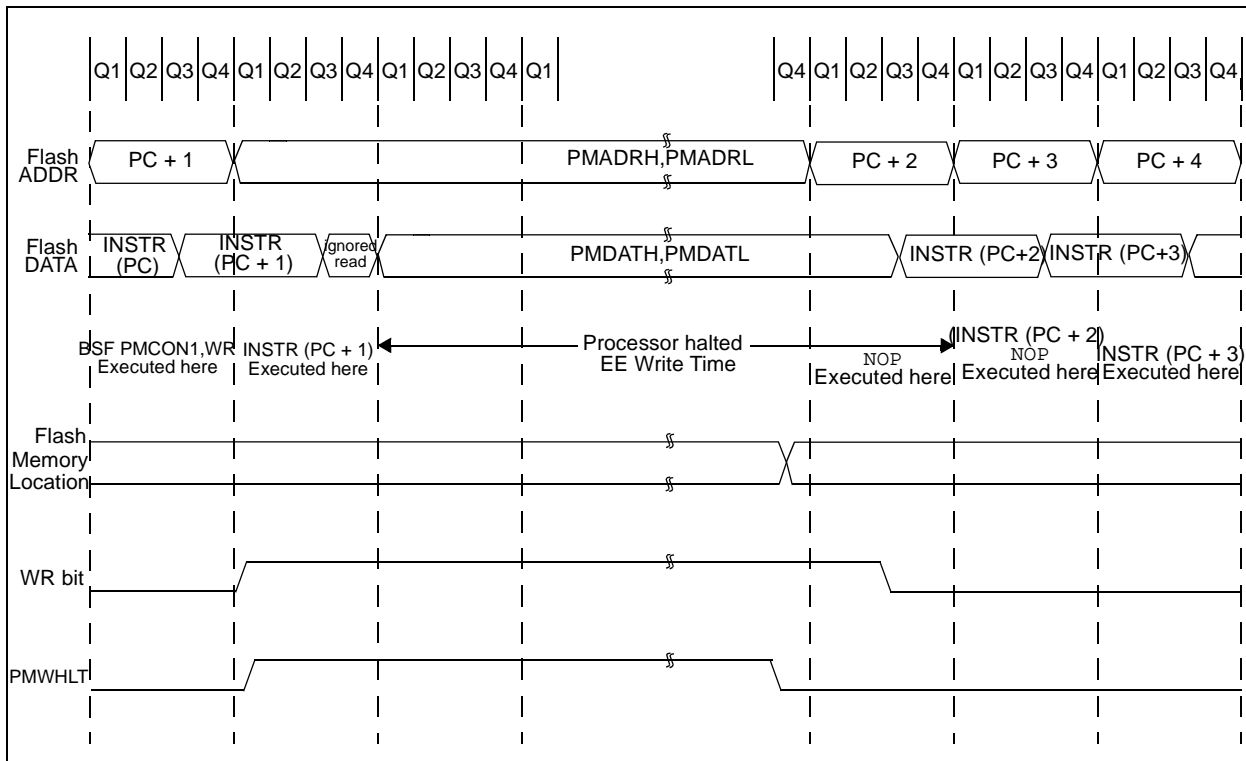 Q1 Q2 Q3 Q4 Q1 Q2 Q3 Q4 Q1 Q2 Q3 Q4 Q1 Q4 Q1 Q2 Q3 Q4 Q1 Q2 Q3 Q4 Q1 Q2 Q3 Q4
Flash
ADDR
PC + 1
PMADRH,PMADRL
PC + 2
PC + 3
PC + 4
Flash
DATA
INSTR
(PC)
INSTR
(PC + 1)
ignored
read
PMDATH,PMDATL
INSTR (PC+2)
INSTR (PC+3)
BSF PMCON1,WR
Executed here
INSTR (PC + 1)
Executed here
Processor halted
EE Write Time
NOP
Executed here
(INSTR (PC + 2)
NOP
Executed here
INSTR (PC + 3)
Executed here
Flash
Memory
Location
WR bit
PMWHLT